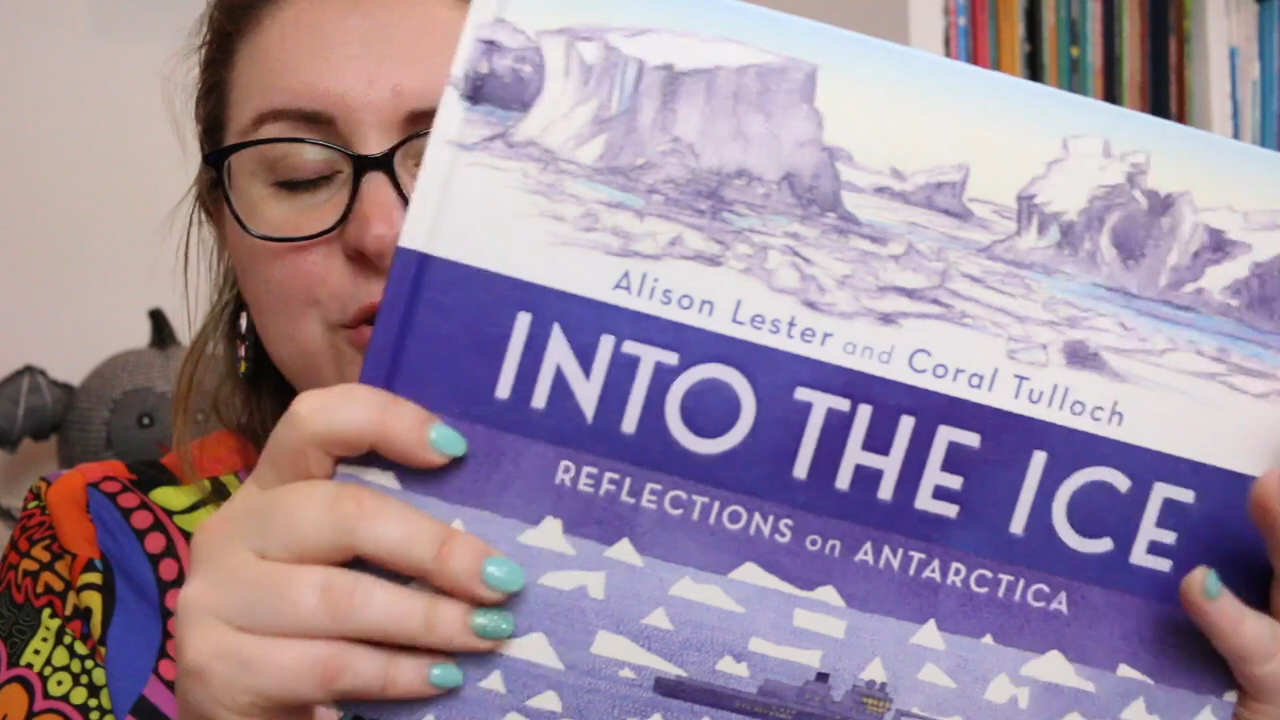 Alison Lester and Coral Tulloch
INTO THE ICE
REFLECTIONS on ANTARCTICA